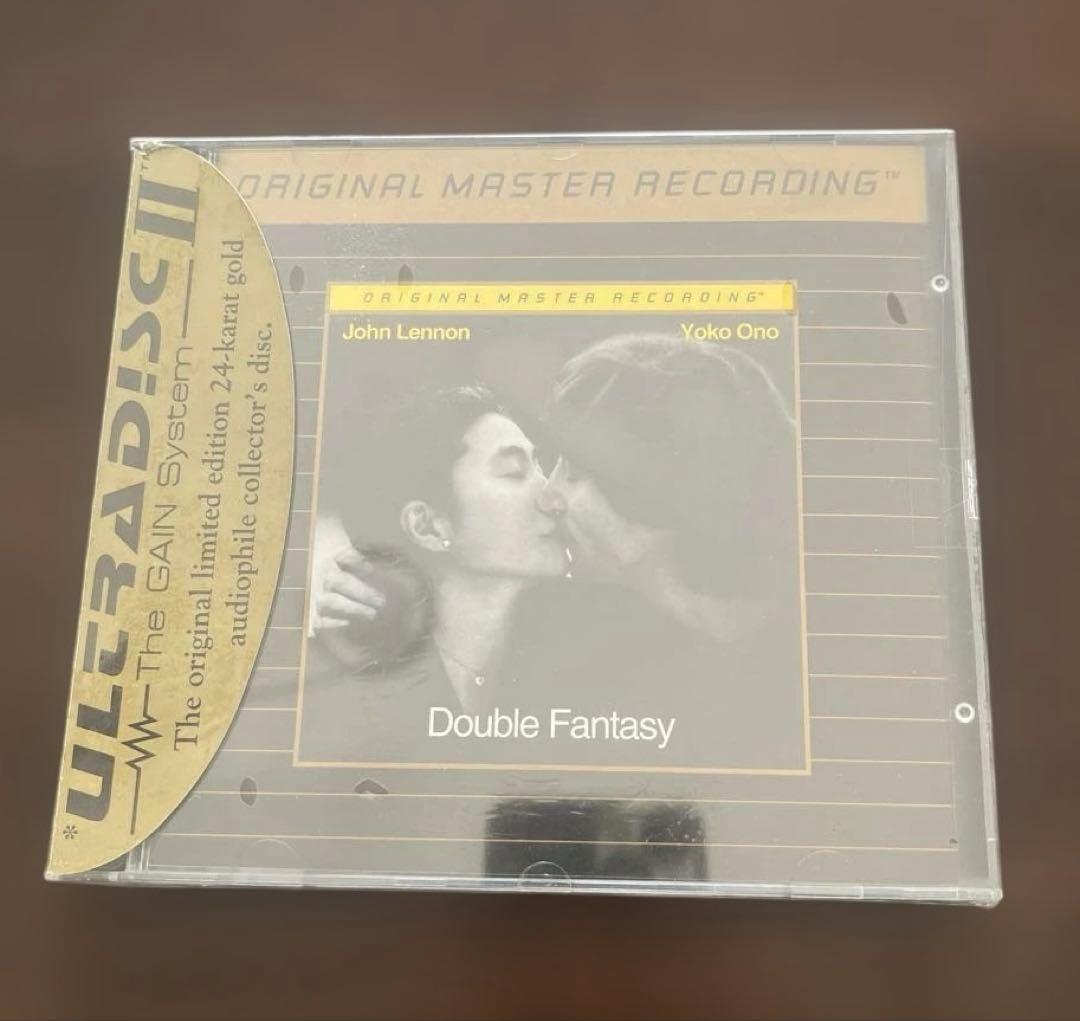 ORIGINAL MASTER RECORDING™
ORIGINAL MASTER RECORDING™
John Lennon
Yoko Ono
Double Fantasy
*ULTRADISC II™
The GAIN System
The original limited edition 24-karat gold
audiophile collector's disc.